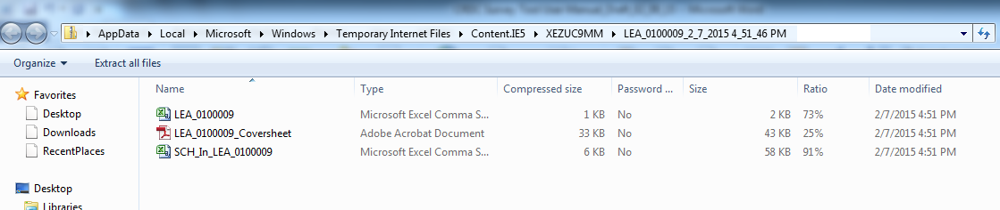 AppData Local Microsoft Windows Temporary Internet Files Content.IE5 XEZUC9MM LEA_0100009_2_7_2015 4_51_46 PM
Organize Extract all files
Name Type Compressed size Password ... Size Ratio Date modified
Favorites
Desktop
Downloads
RecentPlaces
Desktop
Libraries
LEA_0100009 Microsoft Excel Comma S... 1 KB No 2 KB 73% 2/7/2015 4:51 PM
LEA_0100009_Coversheet Adobe Acrobat Document 33 KB No 43 KB 25% 2/7/2015 4:51 PM
SCH_In_LEA_0100009 Microsoft Excel Comma S... 6 KB No 58 KB 91% 2/7/2015 4:51 PM